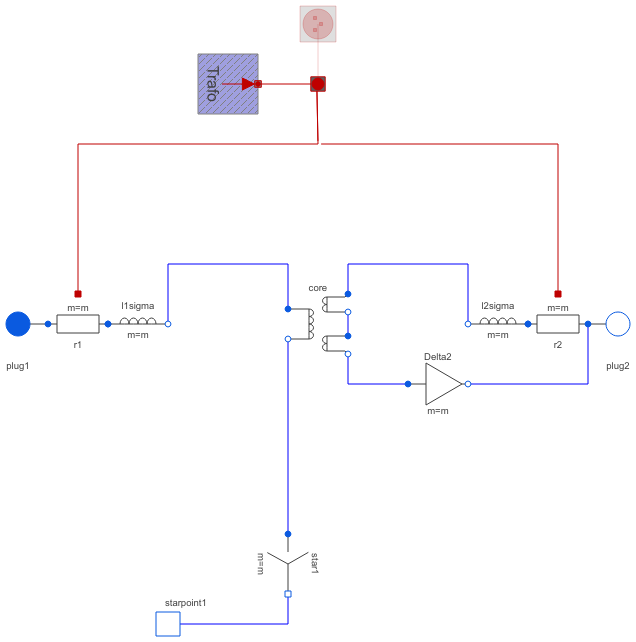 Trafo
core
m=m
l1sigma
m=m
r1
plug1
l2sigma
m=m
m=m
r2
plug2
Delta2
m=m
m=m
star1
starpoint1